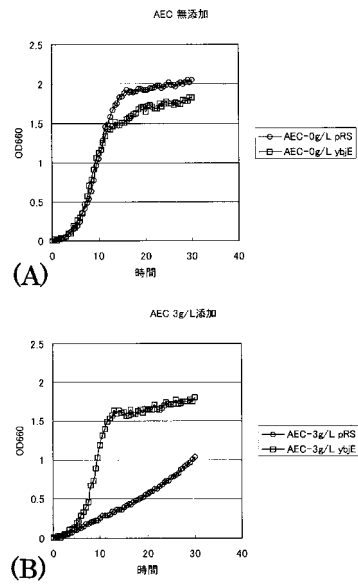 AEC 無添加
2.5
2
1.5
1
0.5
0
OD660
0
10
20
30
40
時間
AEC-0g/L pRS
AEC-0g/L ybjE
(A)
AEC 3g/L添加
2.5
2
1.5
1
0.5
0
OD660
0
10
20
30
40
時間
AEC-3g/L pRS
AEC-3g/L ybjE
(B)